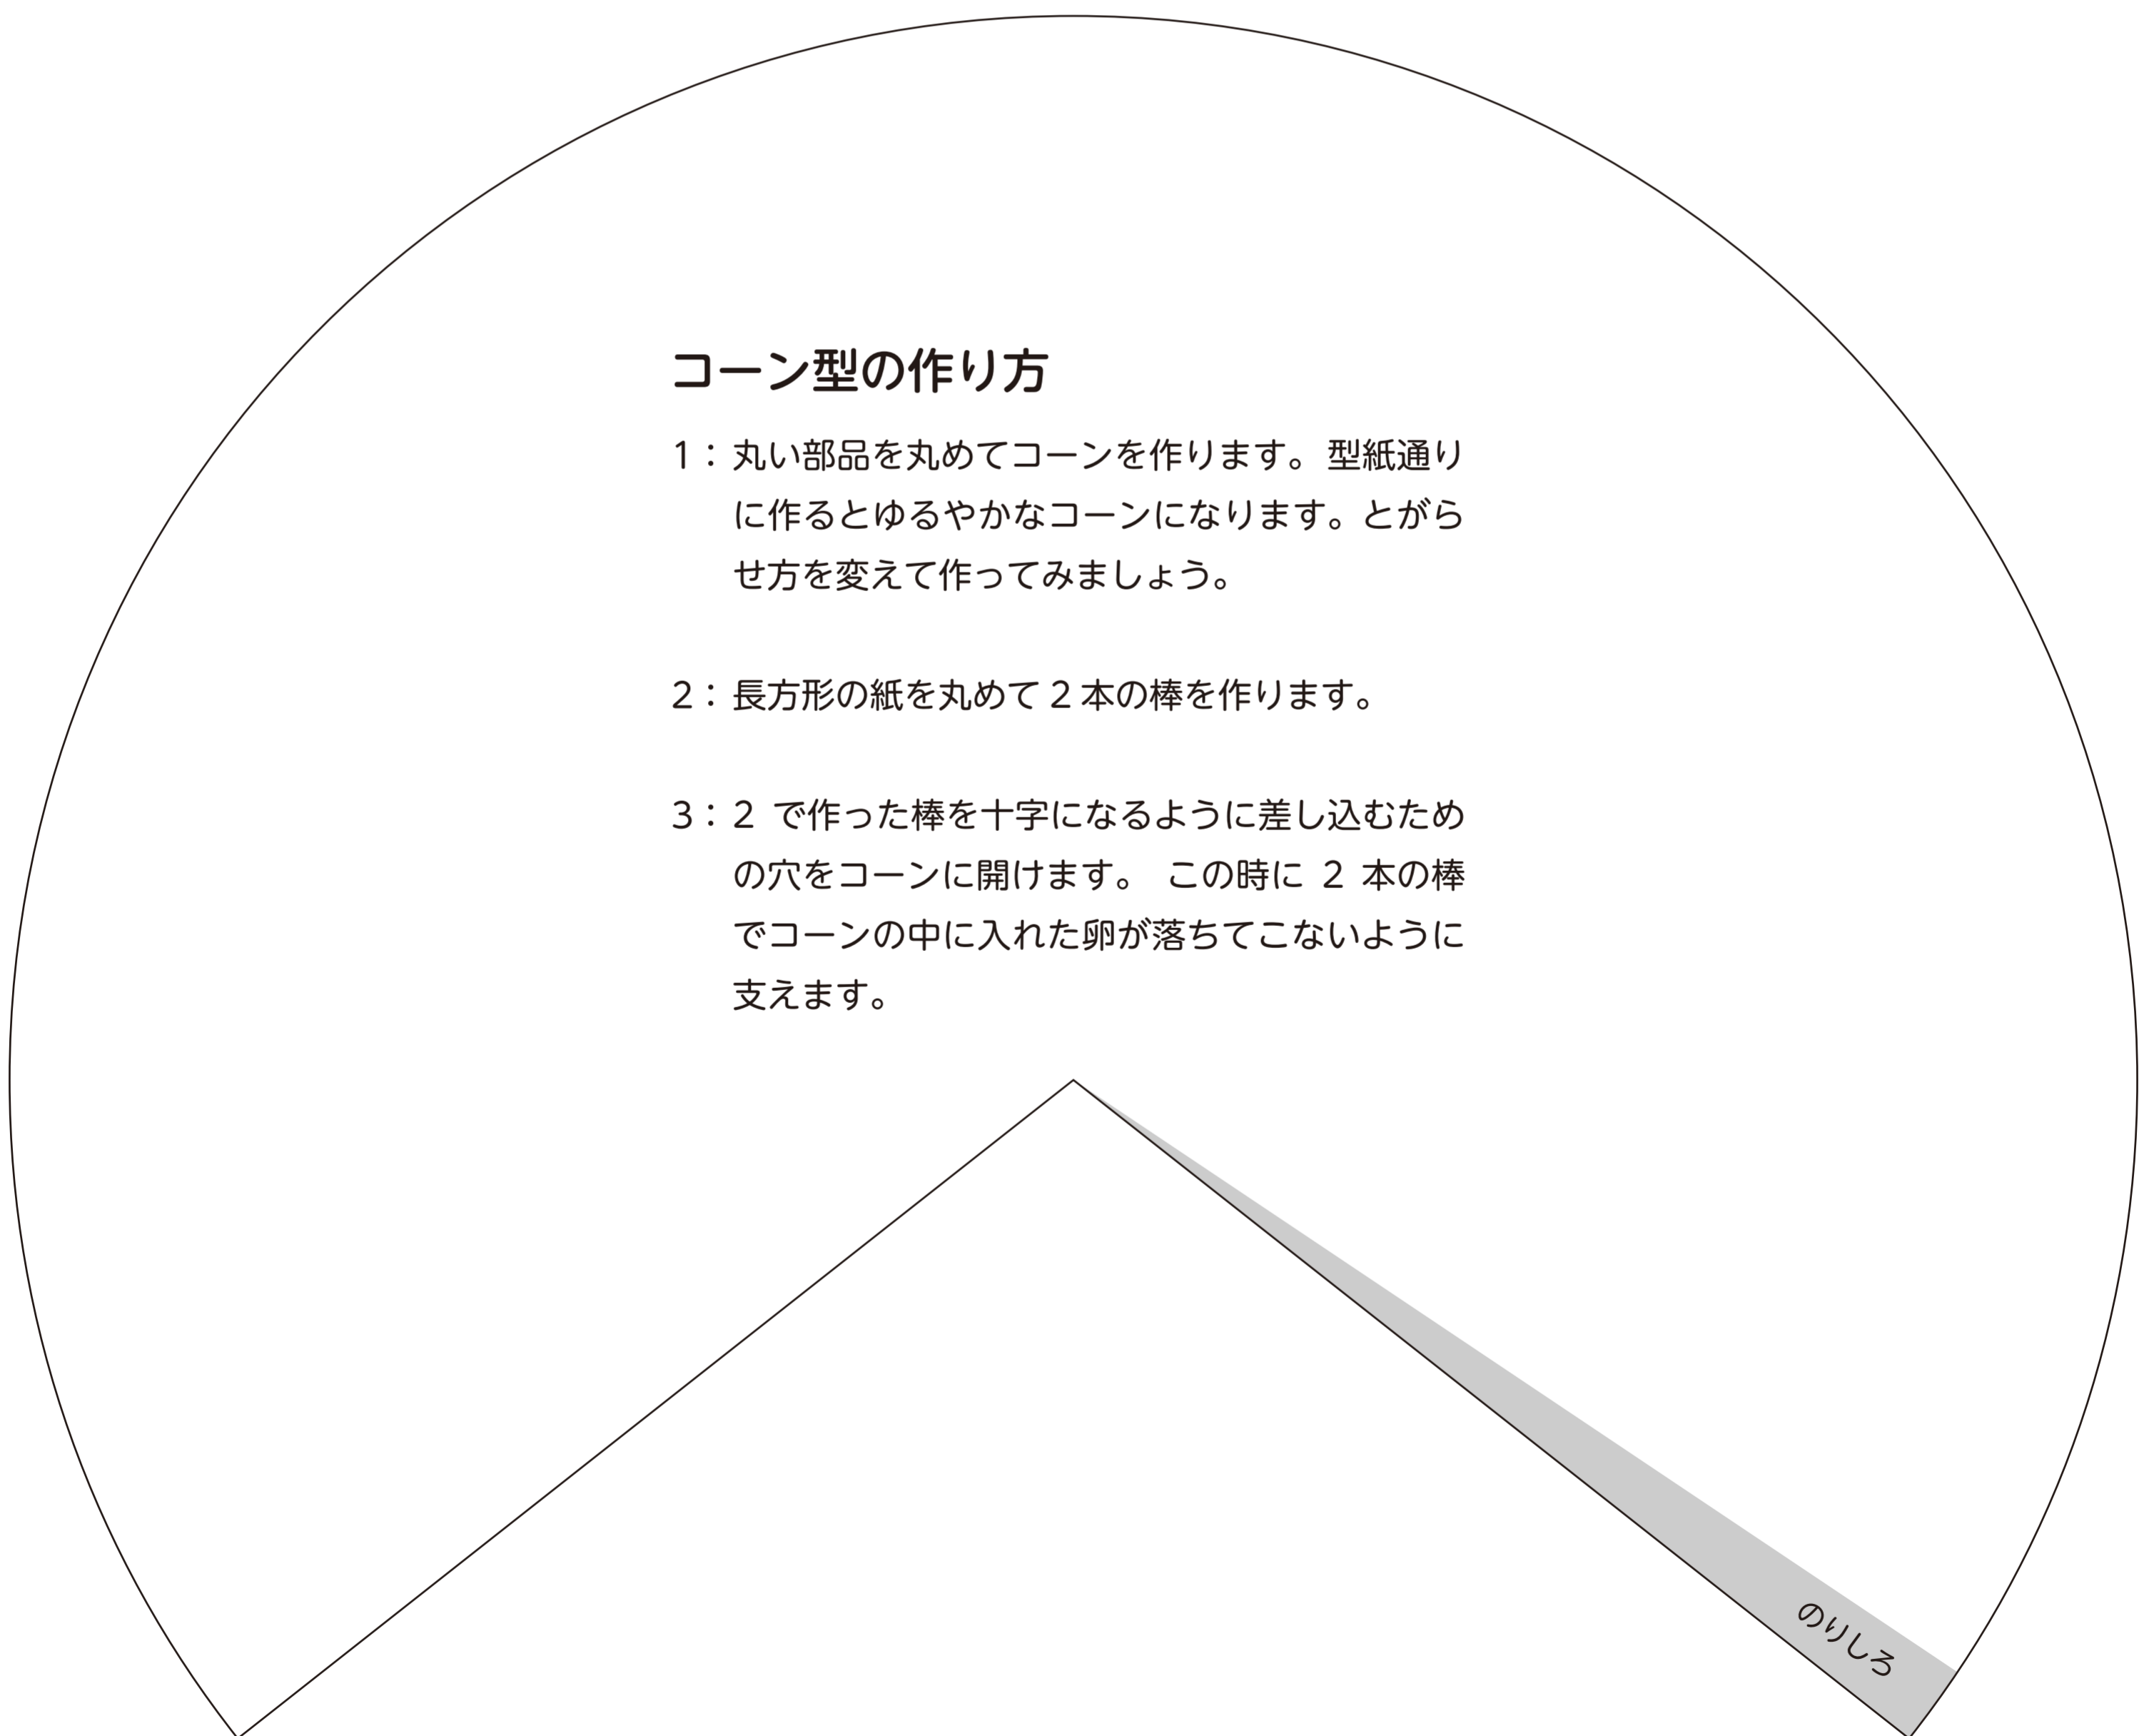 コーン型の作り方
1：丸い部品を丸めてコーンを作ります。型紙通り
に作るとゆるやかなコーンになります。とがら
せ方を変えて作ってみましょう。
2：長方形の紙を丸めて2本の棒を作ります。
3：2 で作った棒を十字になるように差し込むため
の穴をコーンに開けます。 この時に 2 本の棒
でコーンの中に入れた卵が落ちてこないように
支えます。
のりしろ